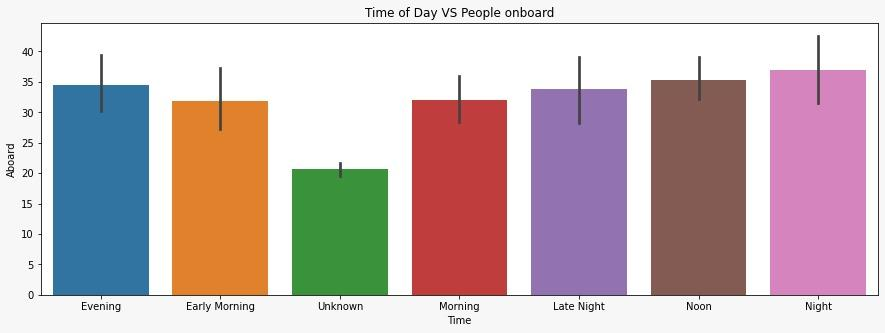 Time of Day VS People onboard
Aboard
40
35
30
25
20
15
10
5
0
Evening Early Morning Unknown Morning Late Night Noon Night
Time